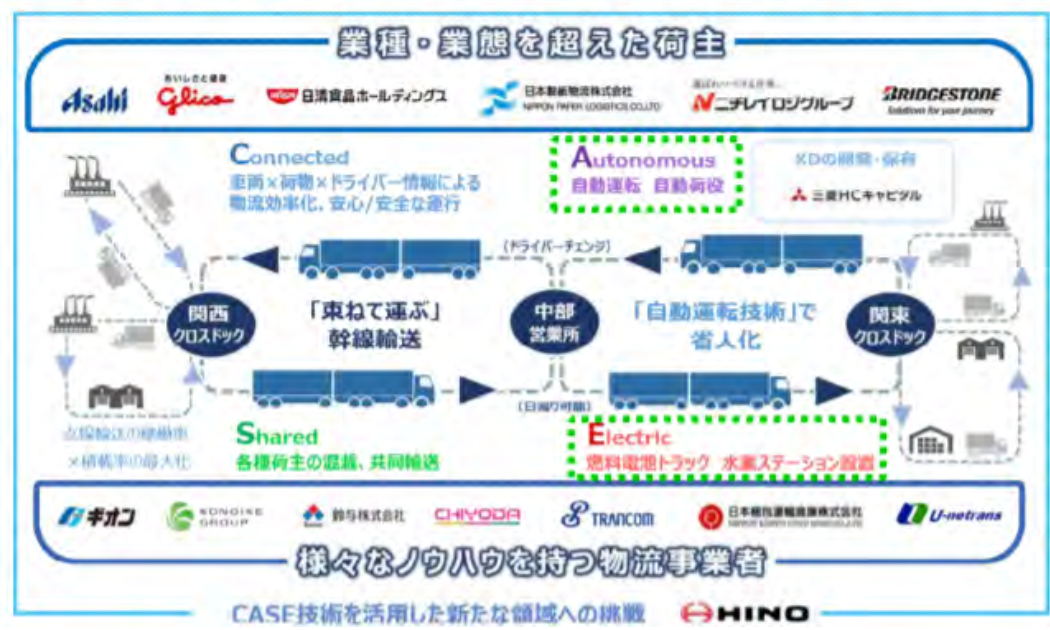 業種・業態を超えた荷主
Asahi
おいしさと健康
Glico
NISSIN
日清食品ホールディングス
日本製紙物流株式会社
NIPPON PAPER LOGISTICS CO.,LTD
ニチレイロジグループ
BRIDGESTONE
Solutions for your journey
Connected
車両×荷物×ドライバー情報による
物流効率化、安心/安全な運行
Autonomous
自動運転 自動荷役
XDの開発・保有
三菱HCキャピタル
(ドライバーチェンジ)
関西
クロスドック
「束ねて運ぶ」
幹線輸送
中部
営業所
「自動運転技術」で
省人化
関東
クロスドック
(日帰り可能)
Shared
各種荷主の混載、共同輸送
Electric
燃料電池トラック 水素ステーション設置
支線輸送の稼働率
×積載率の最大化
ギオン
KONOIKE
GROUP
鈴与株式会社
CHIYODA
TRANCOM
日本梱包運輸倉庫株式会社
U-netrans
様々なノウハウを持つ物流事業者
CASE技術を活用した新たな領域への挑戦
HINO